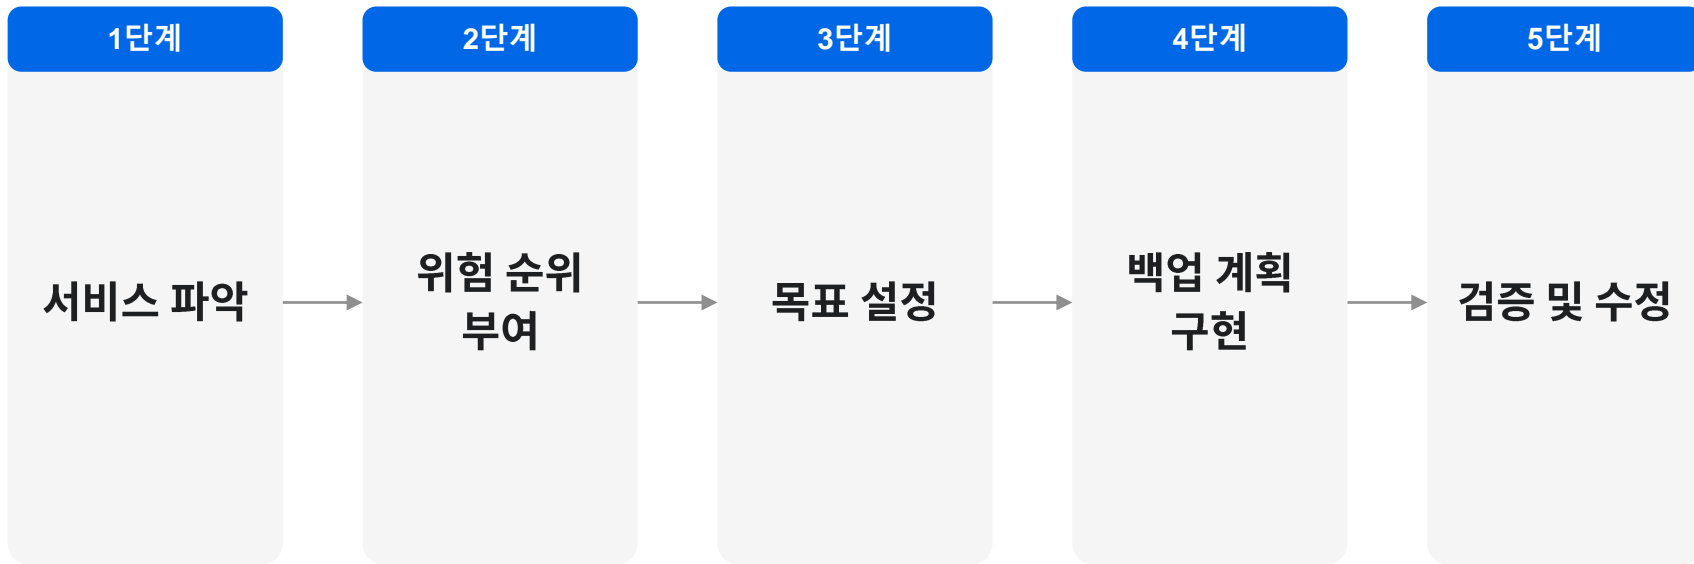 1단계
서비스 파악
2단계
위험 순위
부여
3단계
목표 설정
4단계
백업 계획
구현
5단계
검증 및 수정